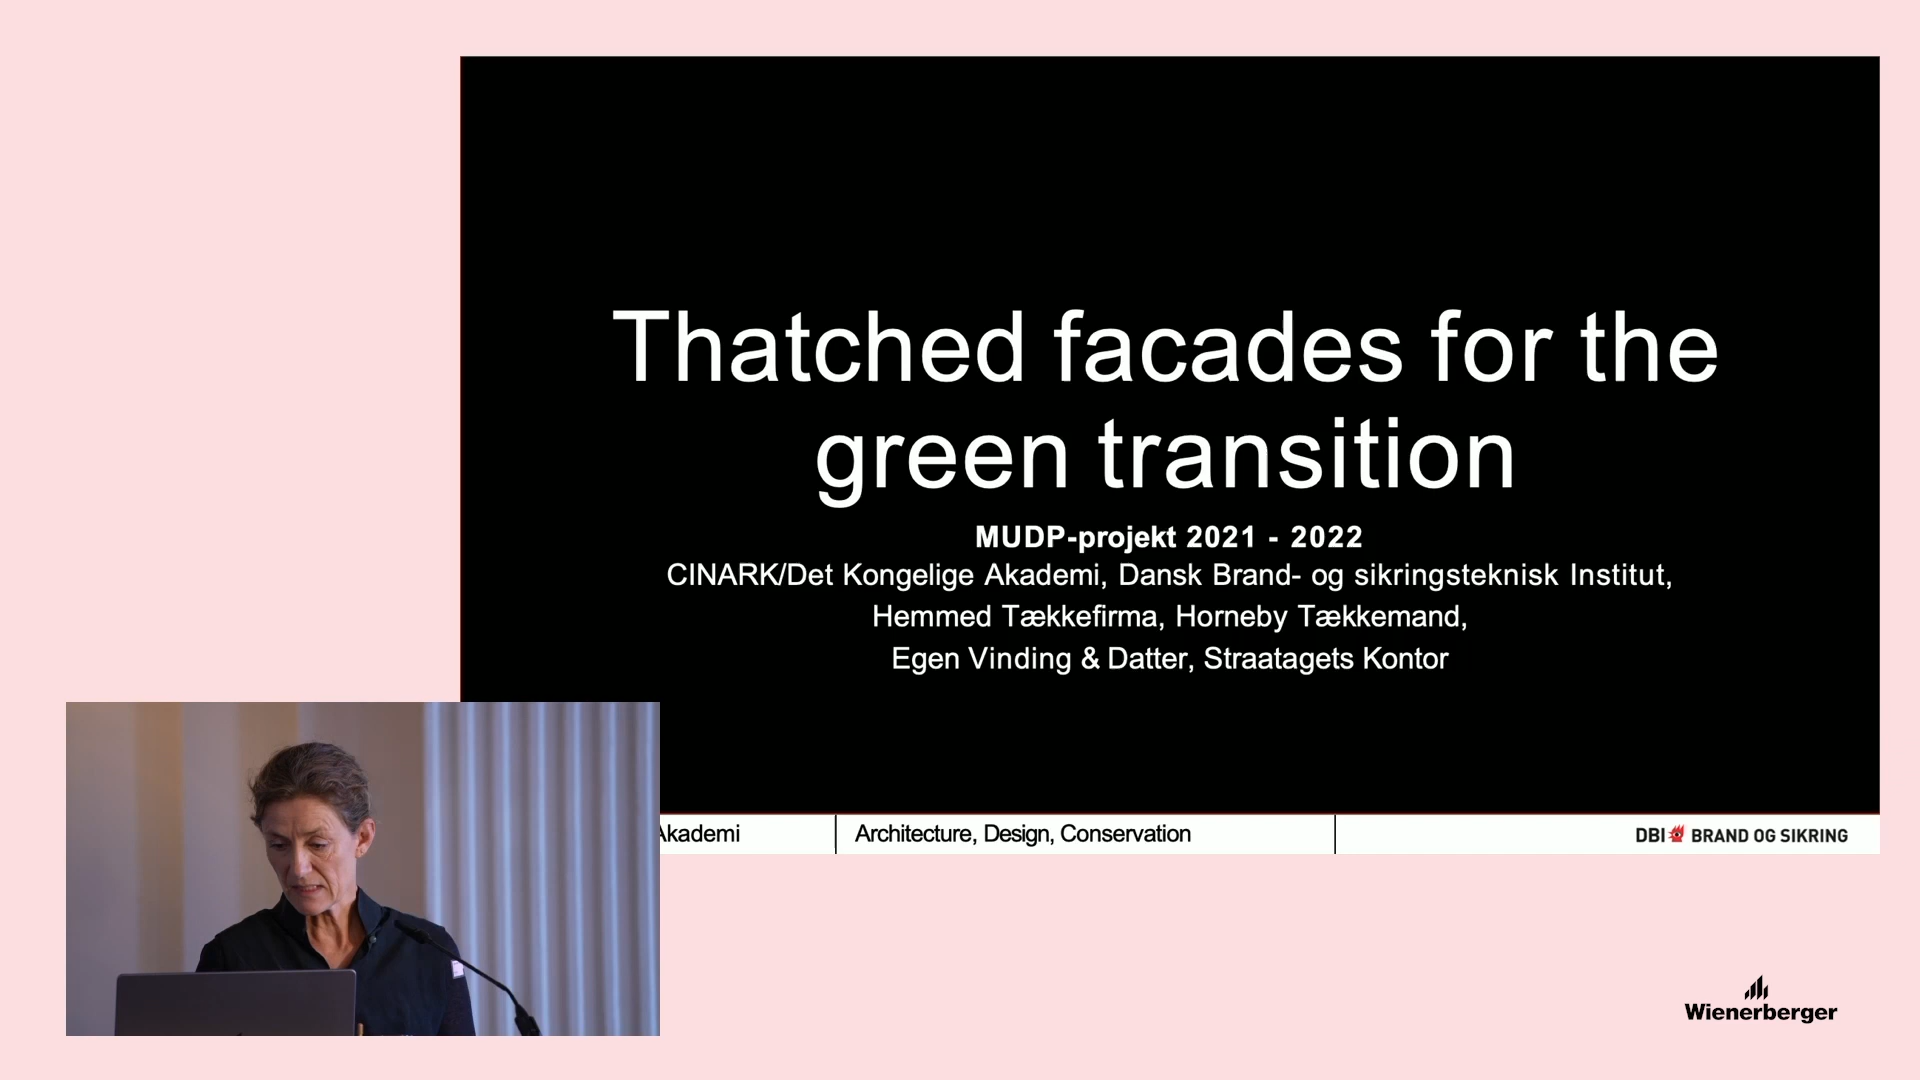 Thatched facades for the
green transition
MUDP-projekt 2021 - 2022
CINARK/Det Kongelige Akademi, Dansk Brand- og sikringsteknisk Institut,
Hemmed Tækkefirma, Horneby Tækkemand,
Egen Vinding & Datter, Straatagets Kontor
Akademi
Architecture, Design, Conservation
DBI BRAND OG SIKRING
Wienerberger